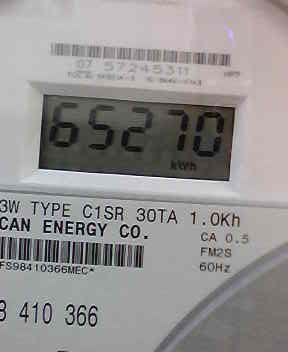 07 57245311
65270
kWh
3W TYPE C1SR 30TA 1.0Kh
CAN ENERGY CO.
CA 0.5
FM2S
60Hz
FS98410366MEC*
8 410 366